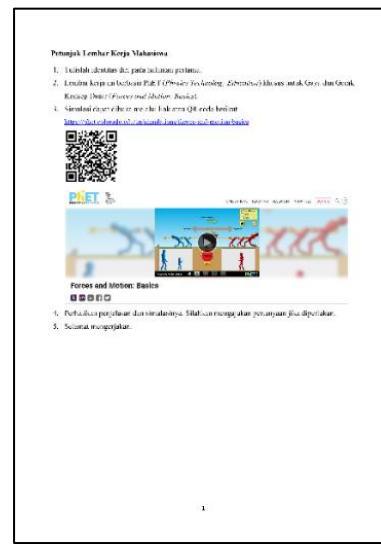 Petunjuk Lembar Kerja Mahasiswa
1. Tulislah identitas diri pada halaman pertama.
2. Lembar kerja ini berbasis PhET (Physics Technology Education) khusus untuk Gaya dan Gerak
Konsep Dasar (Forces and Motion: Basics).
3. Simulasi dapat dibuka melalui link atau QR code berikut
PhET
Forces and Motion: Basics
4. Perhatikan penjelasan dan simulasinya. Silahkan mengajukan pertanyaan jika diperlukan.
5. Selamat mengerjakan.
1